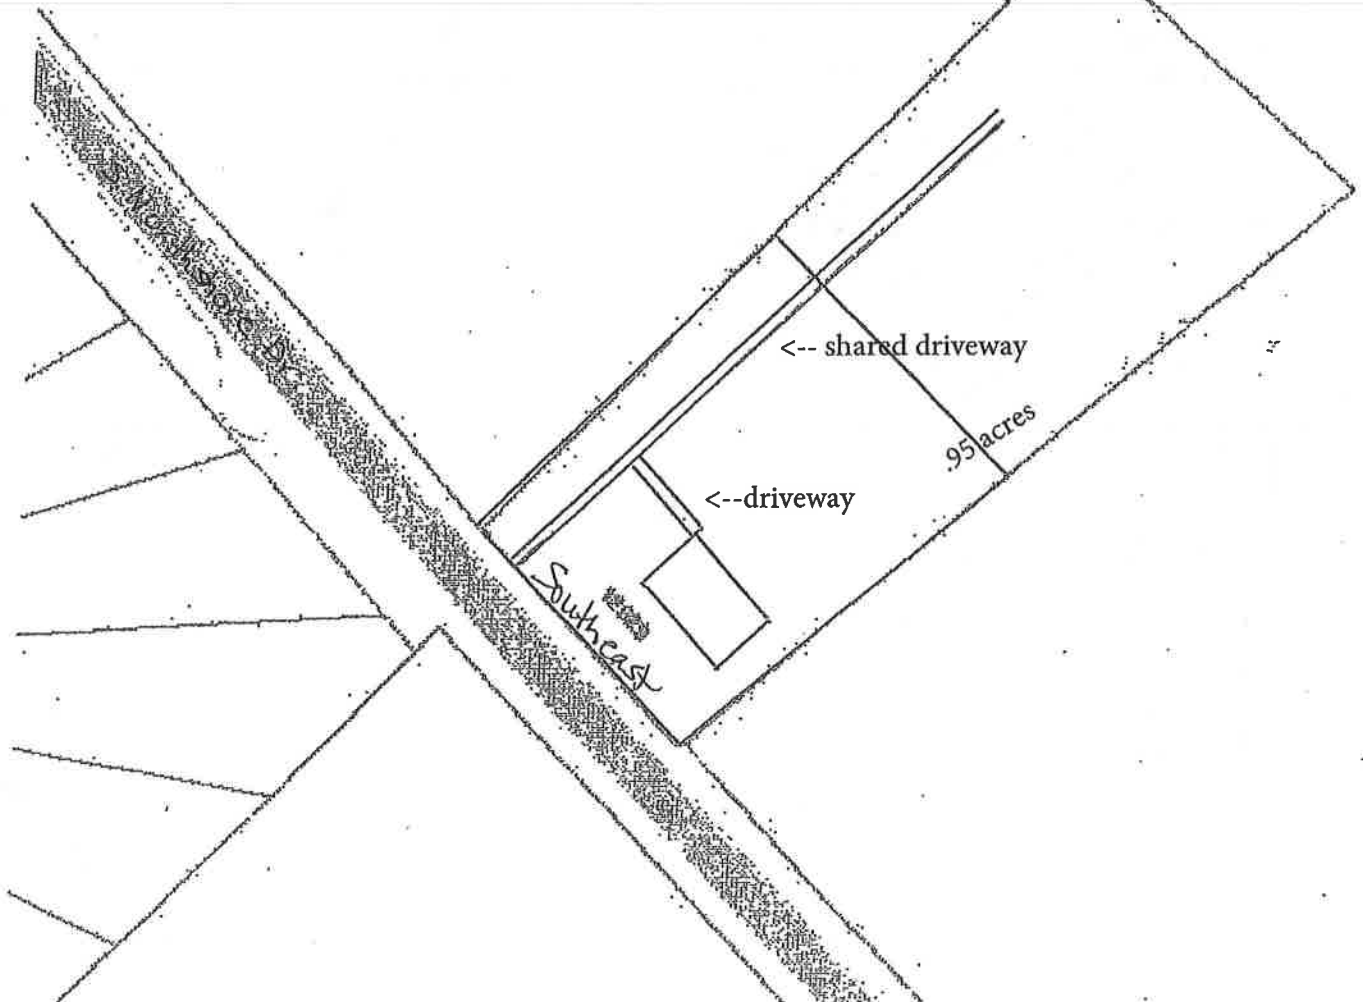 S Northshore Dr
<-- shared driveway
.95 acres
<--driveway
Southeast